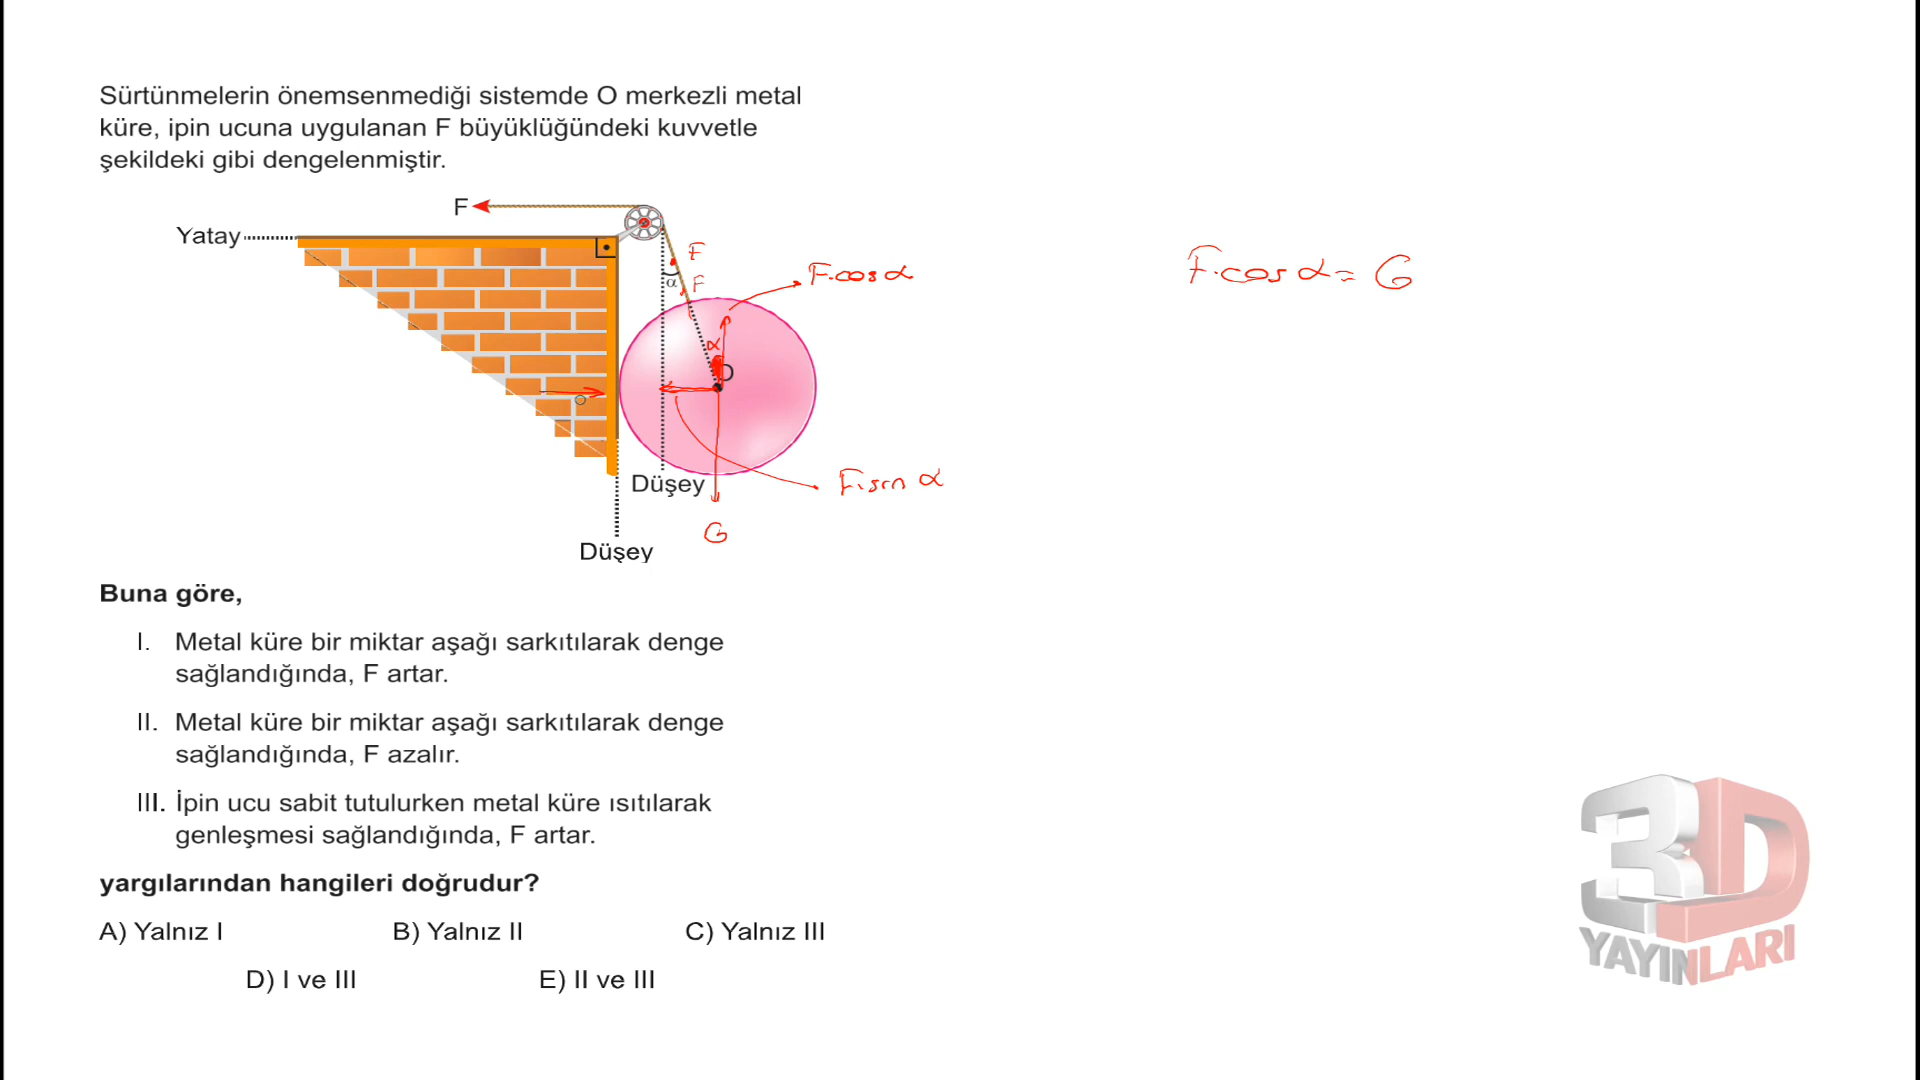 Sürtünmelerin önemsenmediği sistemde O merkezli metal
küre, ipin ucuna uygulanan F büyüklüğündeki kuvvetle
şekildeki gibi dengelenmiştir.
F
Yatay
F
α
F
F.cos α
F.cos α = G
α
O
Düşey
F.sin α
G
Düşey
Buna göre,
I. Metal küre bir miktar aşağı sarkıtılarak denge
sağlandığında, F artar.
II. Metal küre bir miktar aşağı sarkıtılarak denge
sağlandığında, F azalır.
III. İpin ucu sabit tutulurken metal küre ısıtılarak
genleşmesi sağlandığında, F artar.
yargılarından hangileri doğrudur?
A) Yalnız I B) Yalnız II C) Yalnız III
D) I ve III E) II ve III
3D
YAYINLARI